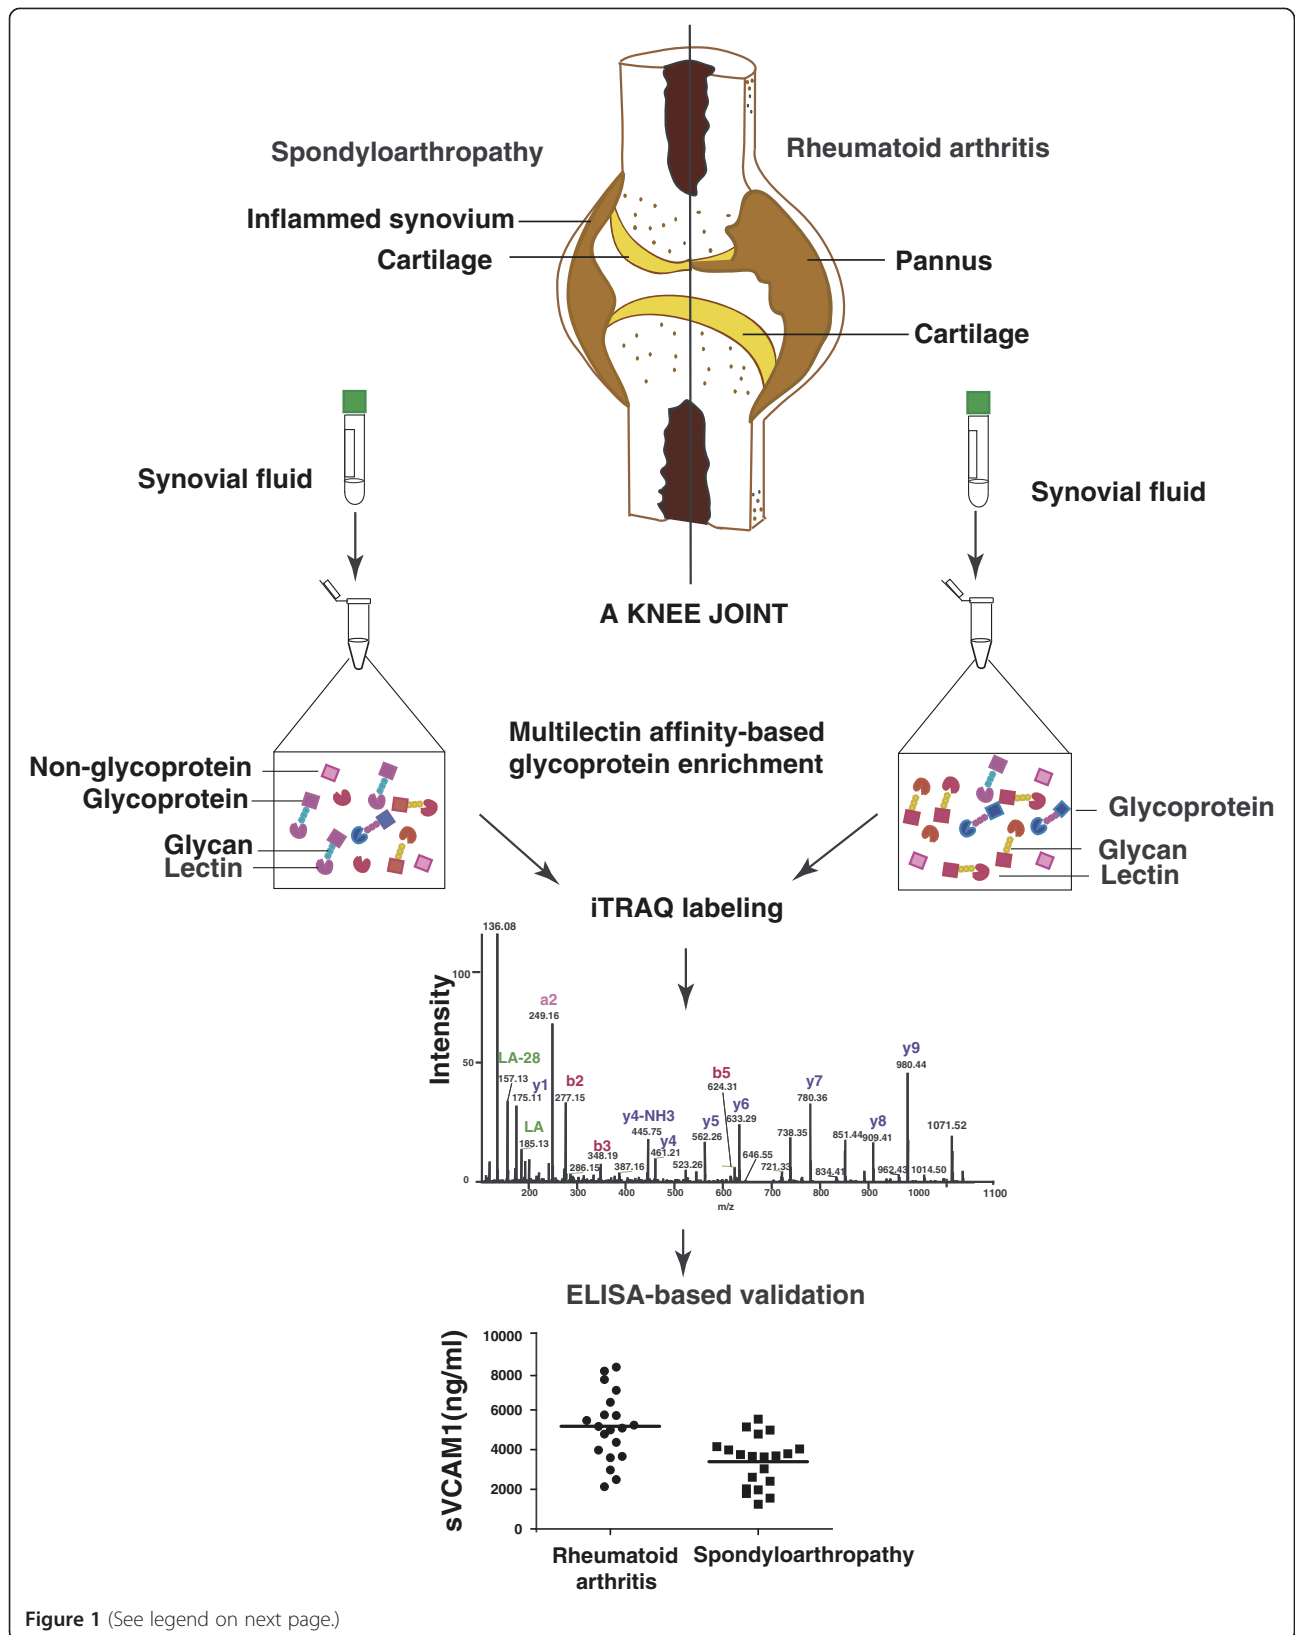 Spondyloarthropathy
Rheumatoid arthritis
Inflammed synovium
Cartilage
Pannus
Cartilage
Synovial fluid
Synovial fluid
A KNEE JOINT
Multilectin affinity-based
glycoprotein enrichment
Non-glycoprotein
Glycoprotein
Glycan
Lectin
Glycoprotein
Glycan
Lectin
iTRAQ labeling
Intensity
100
50
0
136.08
a2
249.16
LA-28
157.13
y1
175.11
b2
277.15
LA
185.13
286.15
b3
348.19
387.16
y4-NH3
445.75
y4
461.21
523.26
y5
562.26
b5
624.31
y6
633.29
646.55
721.33
738.35
y7
780.36
834.41
851.44
y8
909.41
962.43
y9
980.44
1014.50
1071.52
200 300 400 500 600 700 800 900 1000 1100
m/z
ELISA-based validation
sVCAM1(ng/ml)
10000
8000
6000
4000
2000
0
Rheumatoid
arthritis
Spondyloarthropathy
Figure 1 (See legend on next page.)